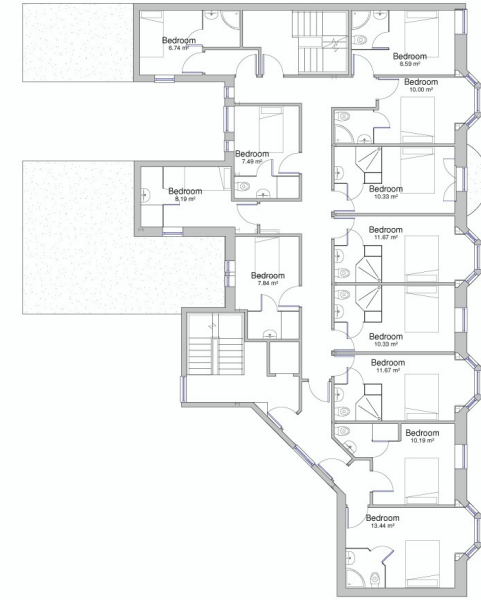 Bedroom
6.74 m²
Bedroom
8.59 m²
Bedroom
10.00 m²
Bedroom
7.49 m²
Bedroom
8.19 m²
Bedroom
10.33 m²
Bedroom
11.67 m²
Bedroom
7.84 m²
Bedroom
10.33 m²
Bedroom
11.67 m²
Bedroom
10.19 m²
Bedroom
13.44 m²